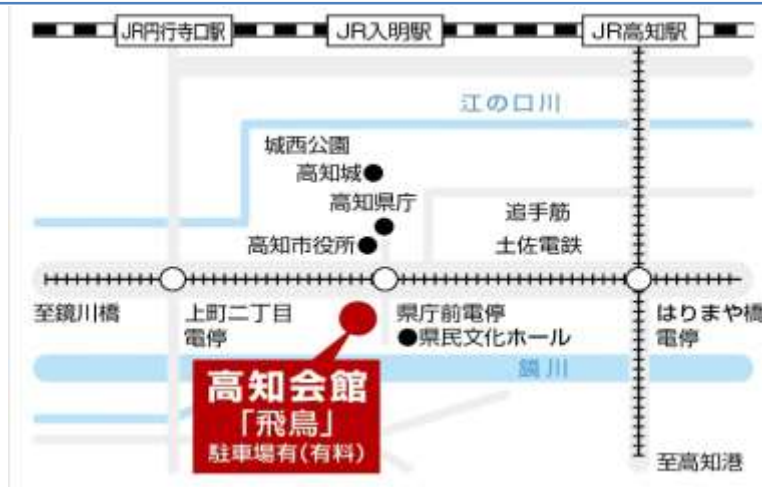 JR円行寺口駅
JR入明駅
JR高知駅
江の口川
城西公園
高知城
高知県庁
追手筋
高知市役所
土佐電鉄
至鏡川橋
上町二丁目
電停
県庁前電停
県民文化ホール
はりまや橋
電停
鏡川
高知会館
「飛鳥」
駐車場有(有料)
至高知港